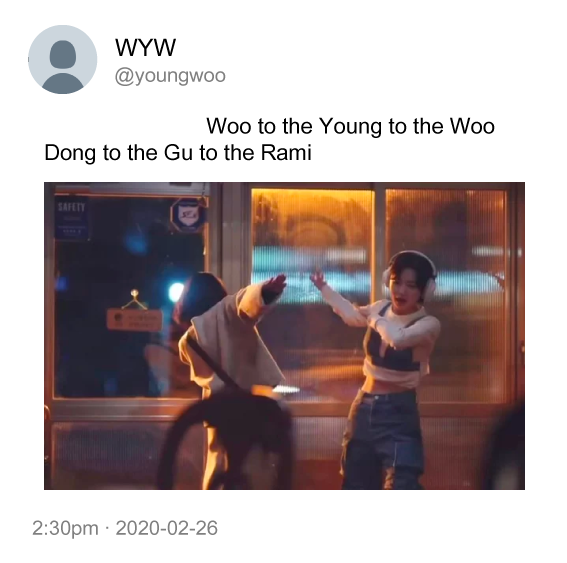 WYW
@youngwoo
Woo to the Young to the Woo
Dong to the Gu to the Rami
SAFETY
2:30pm · 2020-02-26